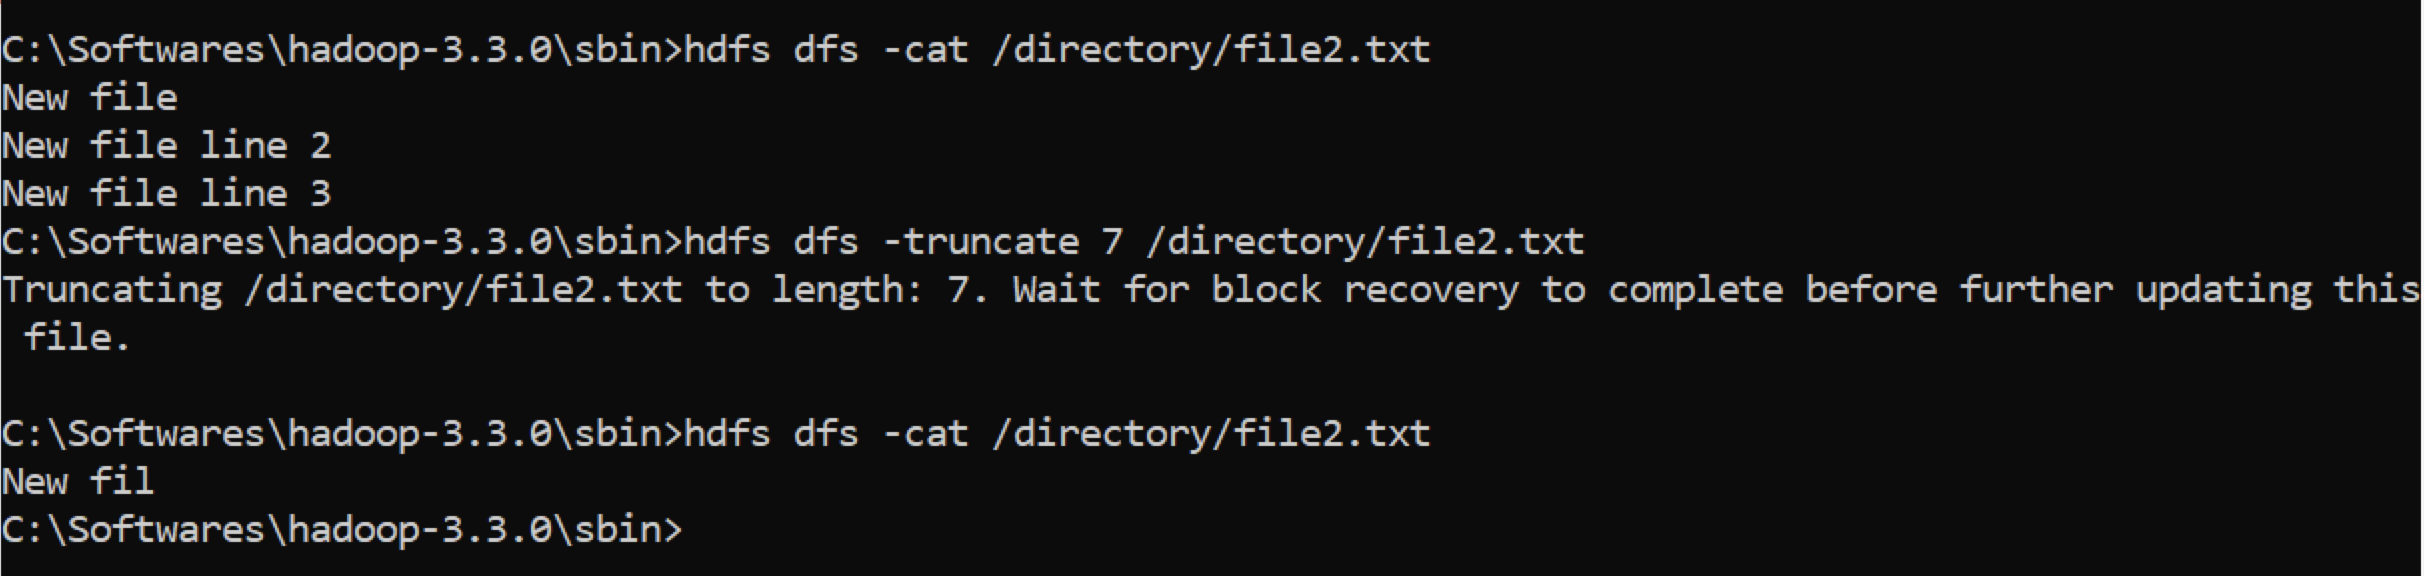 C:\Softwares\hadoop-3.3.0\sbin>hdfs dfs -cat /directory/file2.txt
New file
New file line 2
New file line 3
C:\Softwares\hadoop-3.3.0\sbin>hdfs dfs -truncate 7 /directory/file2.txt
Truncating /directory/file2.txt to length: 7. Wait for block recovery to complete before further updating this
 file.
C:\Softwares\hadoop-3.3.0\sbin>hdfs dfs -cat /directory/file2.txt
New fil
C:\Softwares\hadoop-3.3.0\sbin>